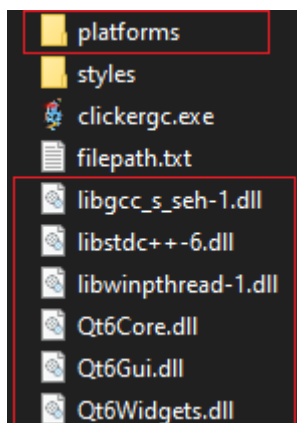 platforms
styles
clickergc.exe
filepath.txt
libgcc_s_seh-1.dll
libstdc++-6.dll
libwinpthread-1.dll
Qt6Core.dll
Qt6Gui.dll
Qt6Widgets.dll